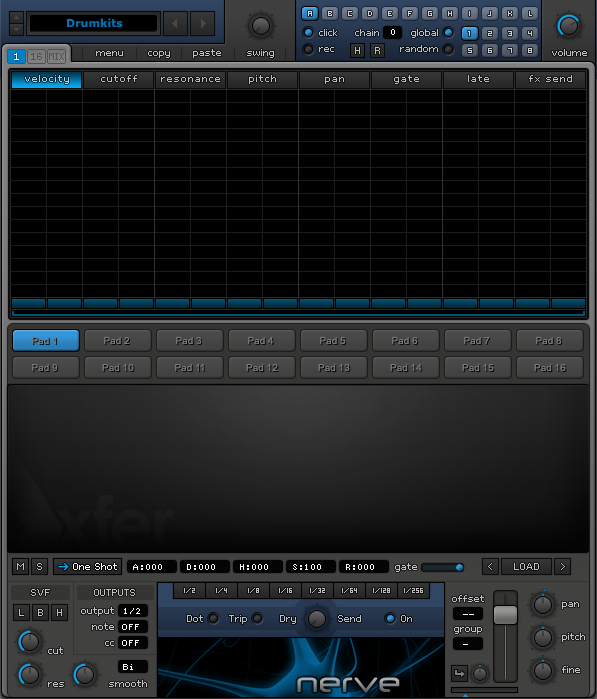 Drumkits
A B C D E F G H I J K L
click chain 0 global 1 2 3 4
rec H R random 5 6 7 8
menu copy paste swing volume
1 16 MIX
velocity cutoff resonance pitch pan gate late fx send
Pad 1 Pad 2 Pad 3 Pad 4 Pad 5 Pad 6 Pad 7 Pad 8
Pad 9 Pad 10 Pad 11 Pad 12 Pad 13 Pad 14 Pad 15 Pad 16
xfer
M S One Shot A:000 D:000 H:000 S:100 R:000 gate < LOAD >
SVF OUTPUTS 1/2 1/4 1/8 1/16 1/32 1/64 1/128 1/256
L B H output 1/2 Dot Trip Dry Send On offset -- pan
note OFF group - pitch
cut cc OFF
res Bi fine
smooth nerve